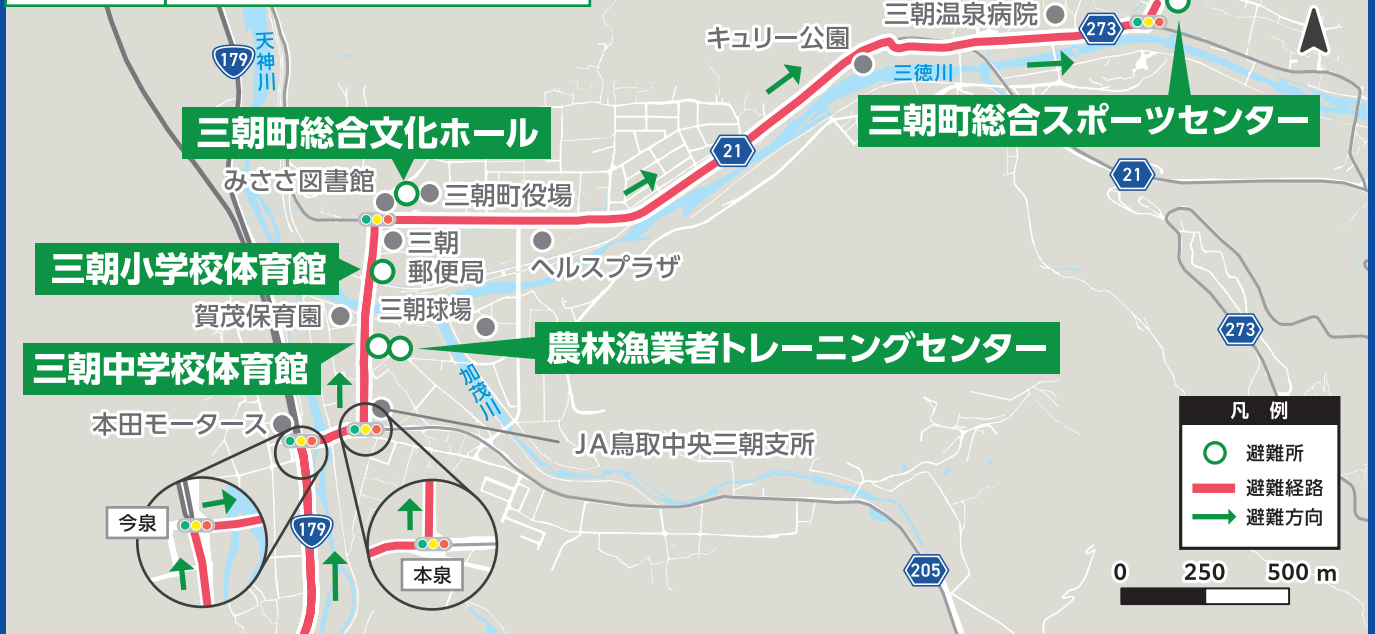 三朝温泉病院
273
キュリー公園
179
天神川
三徳川
三朝町総合スポーツセンター
三朝町総合文化ホール
21
21
みささ図書館
三朝町役場
三朝
郵便局
ヘルスプラザ
三朝小学校体育館
賀茂保育園
三朝球場
273
農林漁業者トレーニングセンター
三朝中学校体育館
加茂川
本田モータース
JA鳥取中央三朝支所
凡 例
避難所
避難経路
避難方向
今泉
179
本泉
205
0 250 500 m